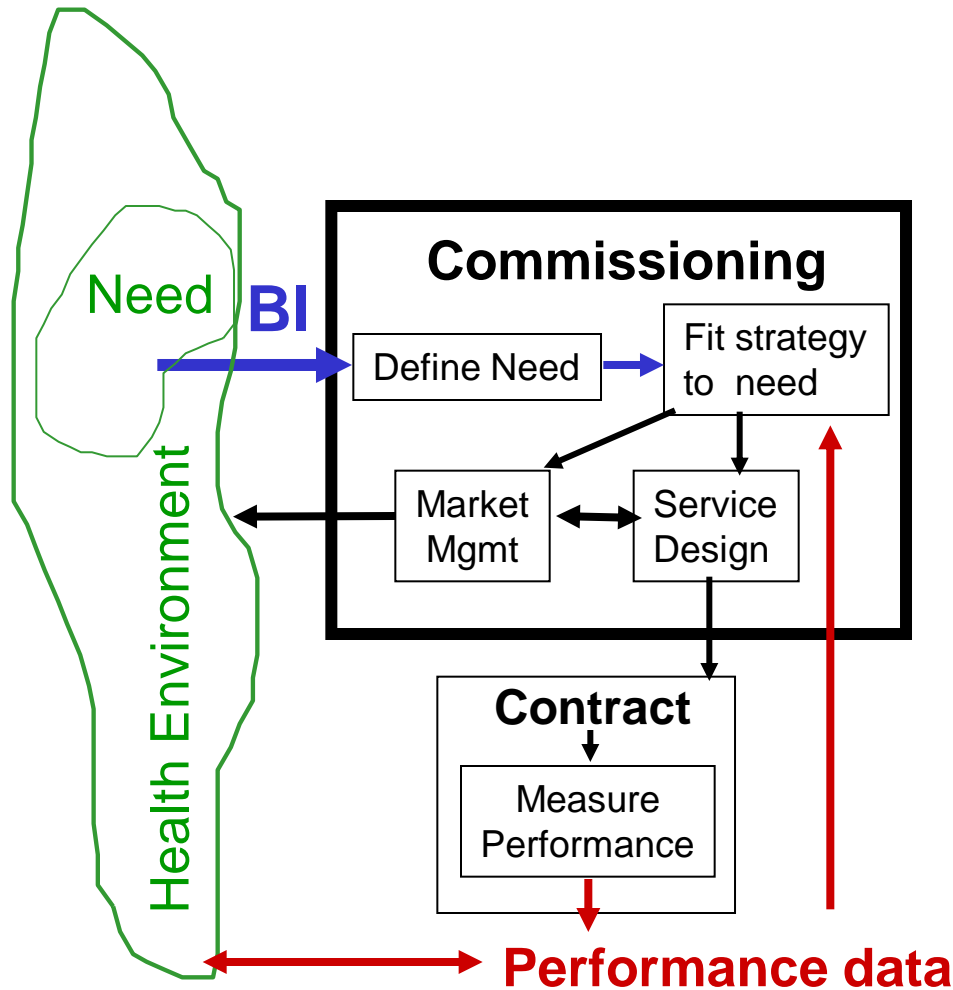 Commissioning
Need
BI
Define Need
Fit strategy
to need
Market
Mgmt
Service
Design
Health Environment
Contract
Measure
Performance
Performance data